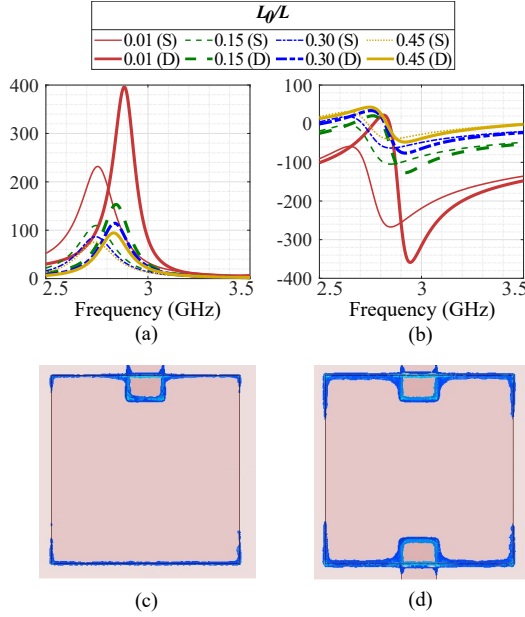 L₀/L
0.01 (S) 0.15 (S) 0.30 (S) 0.45 (S)
0.01 (D) 0.15 (D) 0.30 (D) 0.45 (D)
400
300
200
100
0
2.5 3 3.5
Frequency (GHz)
(a)
100
0
-100
-200
-300
-400
2.5 3 3.5
Frequency (GHz)
(b)
(c) (d)